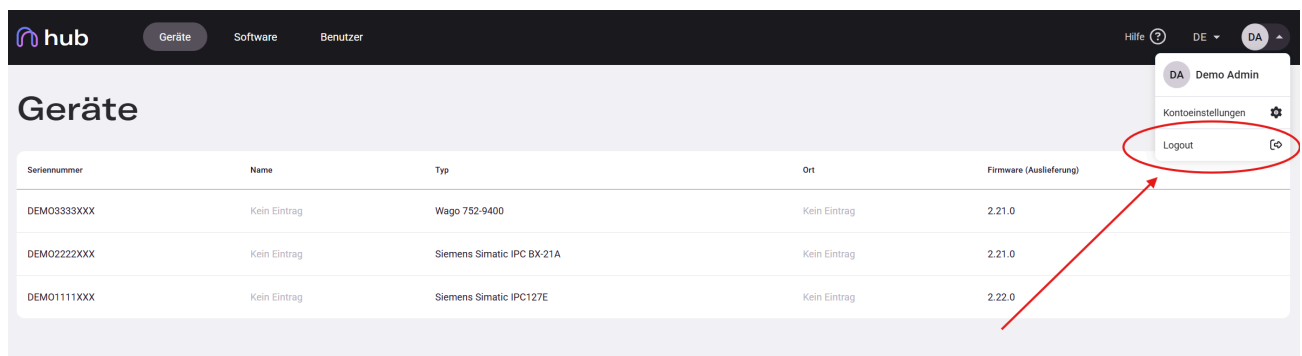 hub Geräte Software Benutzer Hilfe ? DE DA
DA Demo Admin
Geräte
Kontoeinstellungen
Logout
Seriennummer Name Typ Ort Firmware (Auslieferung)
DEMO3333XXX Kein Eintrag Wago 752-9400 Kein Eintrag 2.21.0
DEMO2222XXX Kein Eintrag Siemens Simatic IPC BX-21A Kein Eintrag 2.21.0
DEMO1111XXX Kein Eintrag Siemens Simatic IPC127E Kein Eintrag 2.22.0